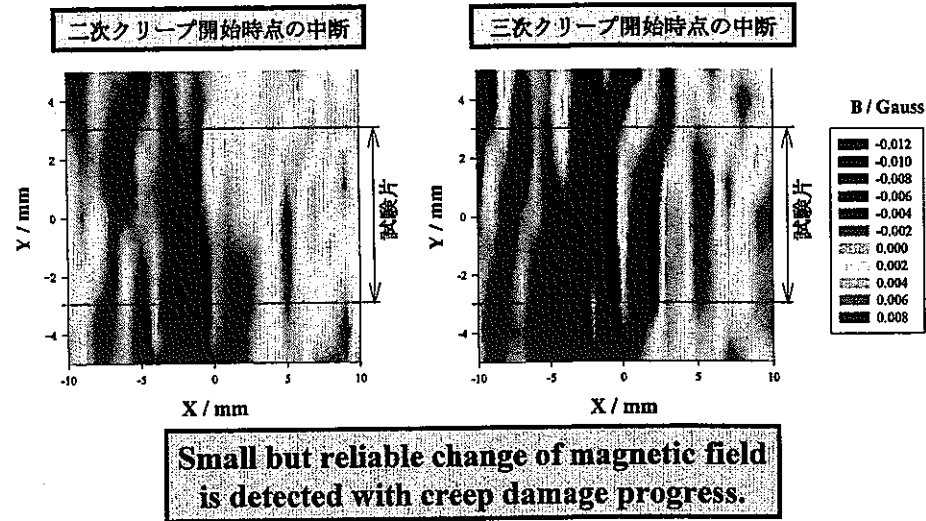 二次クリープ開始時点の中断
三次クリープ開始時点の中断
4
2
0
-2
-4
Y / mm
-10
-5
0
5
10
X / mm
試験片
4
2
0
-2
-4
Y / mm
-10
-5
0
5
10
X / mm
試験片
B / Gauss
-0.012
-0.010
-0.008
-0.006
-0.004
-0.002
0.000
0.002
0.004
0.006
0.008
Small but reliable change of magnetic field
is detected with creep damage progress.